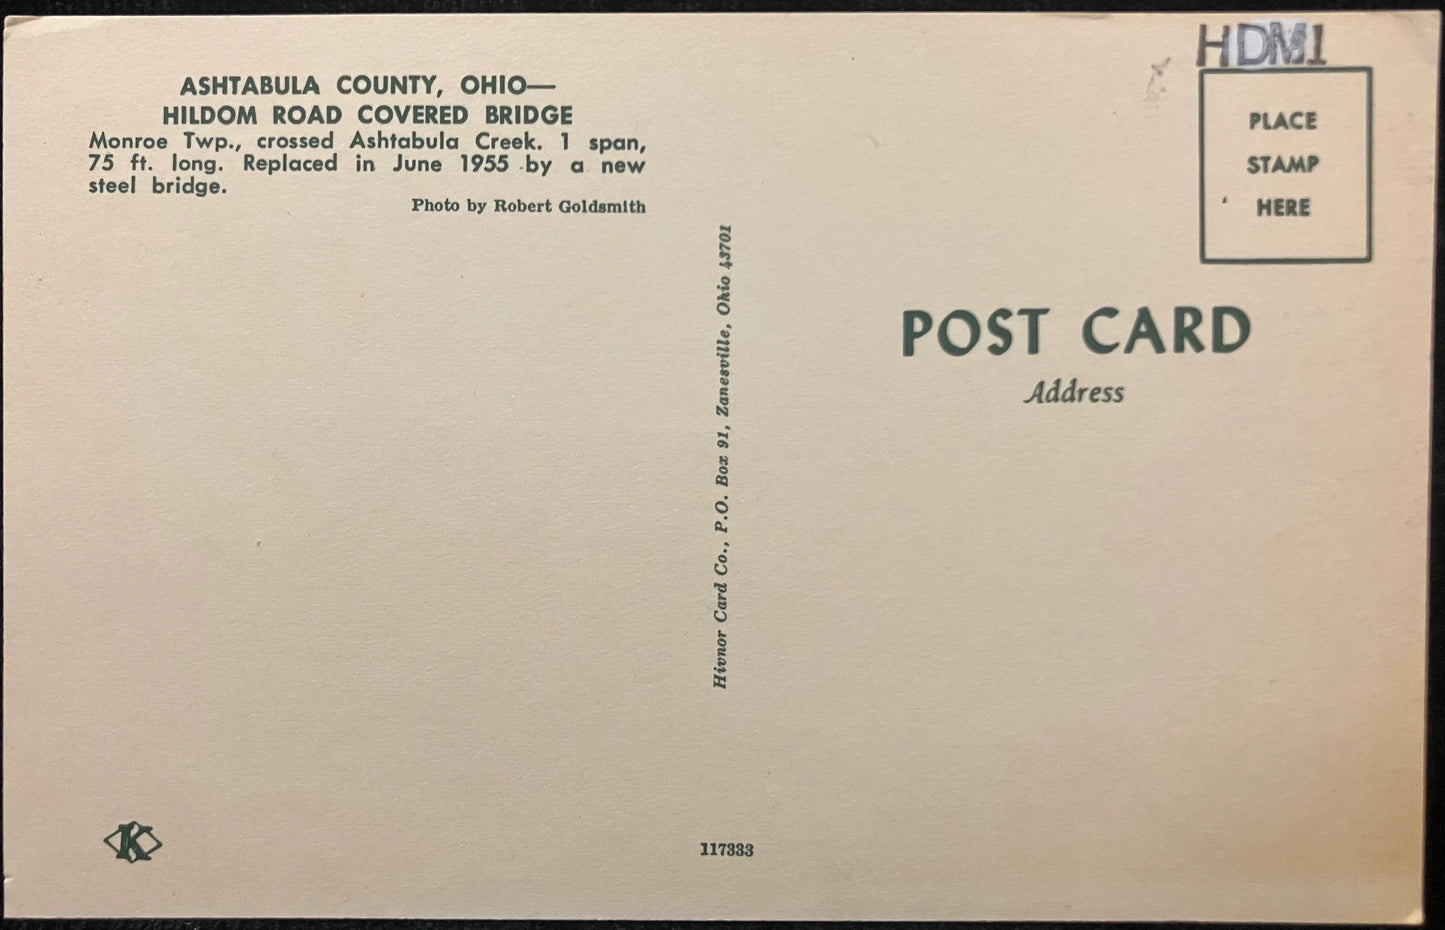 HDM1
ASHTABULA COUNTY, OHIO—
HILDOM ROAD COVERED BRIDGE
Monroe Twp., crossed Ashtabula Creek. 1 span,
75 ft. long. Replaced in June 1955 by a new
steel bridge.
Photo by Robert Goldsmith
Hivnor Card Co., P.O. Box 91, Zanesville, Ohio 43701
PLACE
STAMP
HERE
POST CARD
Address
K
117333